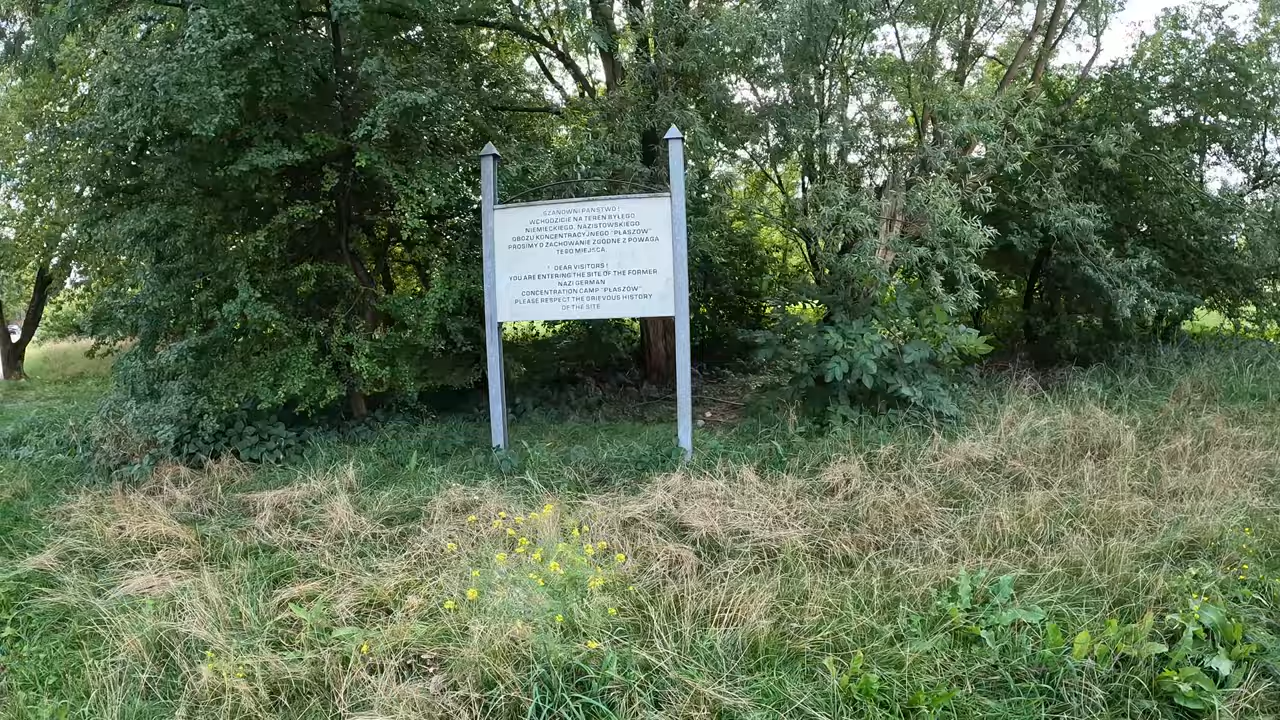 SZANOWNI PAŃSTWO !
WCHODZICIE NA TEREN BYŁEGO
NIEMIECKIEGO, NAZISTOWSKIEGO
OBOZU KONCENTRACYJNEGO "PŁASZÓW"
PROSIMY O ZACHOWANIE ZGODNE Z POWAGĄ
TEGO MIEJSCA.
DEAR VISITORS !
YOU ARE ENTERING THE SITE OF THE FORMER
NAZI GERMAN
CONCENTRATION CAMP "PŁASZÓW"
PLEASE RESPECT THE GRIEVOUS HISTORY
OF THE SITE